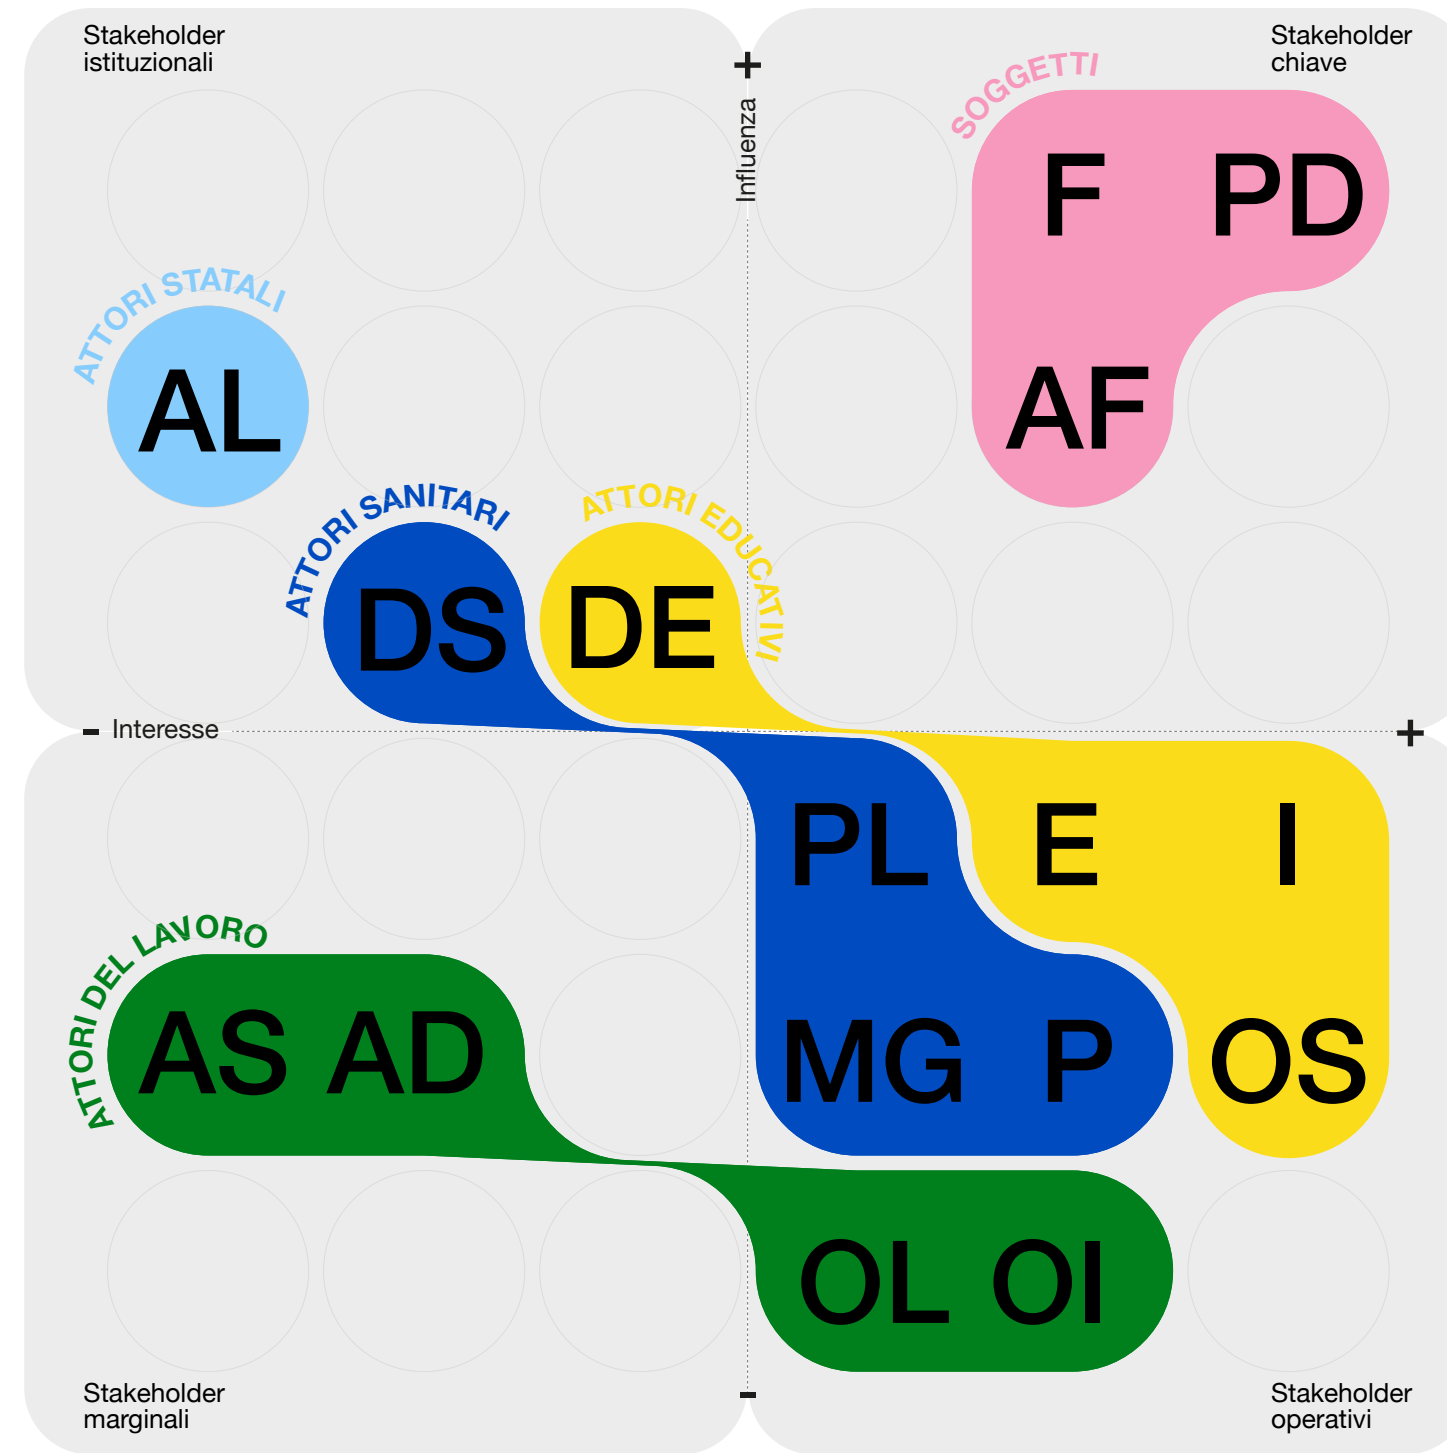 Stakeholder
istituzionali
Stakeholder
chiave
+
Influenza
SOGGETTI
F PD
AF
ATTORI STATALI
AL
ATTORI SANITARI
DS
ATTORI EDUCATIVI
DE
- Interesse
+
PL E I
ATTORI DEL LAVORO
AS AD
MG P OS
OL OI
-
Stakeholder
marginali
Stakeholder
operativi